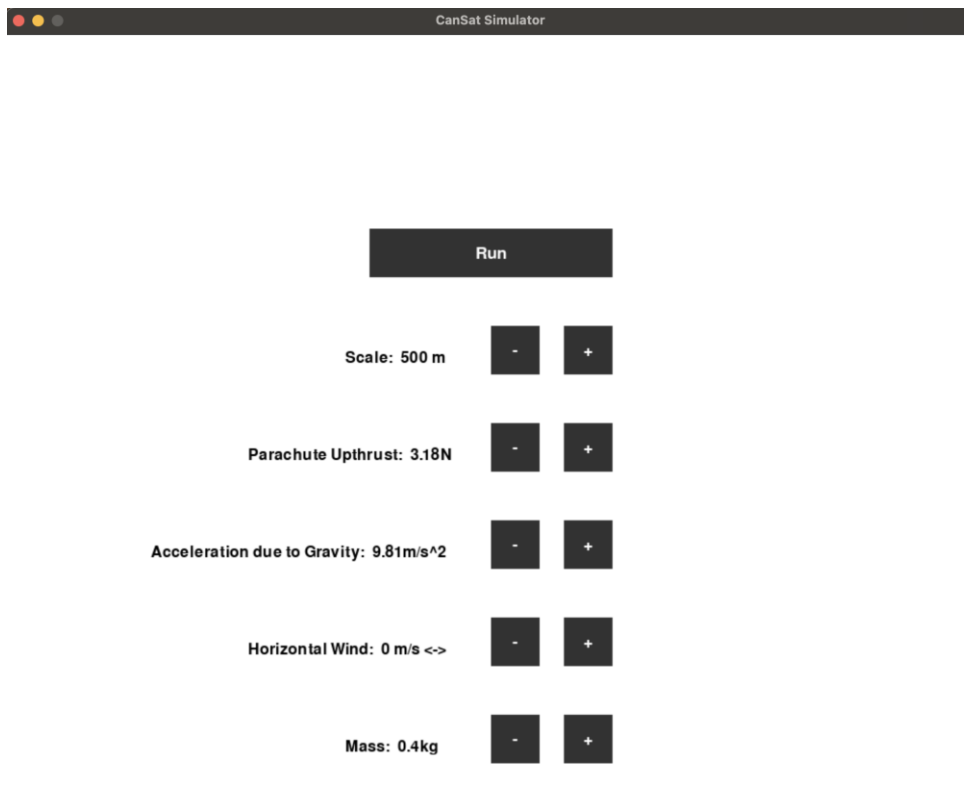 CanSat Simulator
Run
Scale: 500 m - +
Parachute Upthrust: 3.18N - +
Acceleration due to Gravity: 9.81m/s^2 - +
Horizontal Wind: 0 m/s <-> - +
Mass: 0.4kg - +